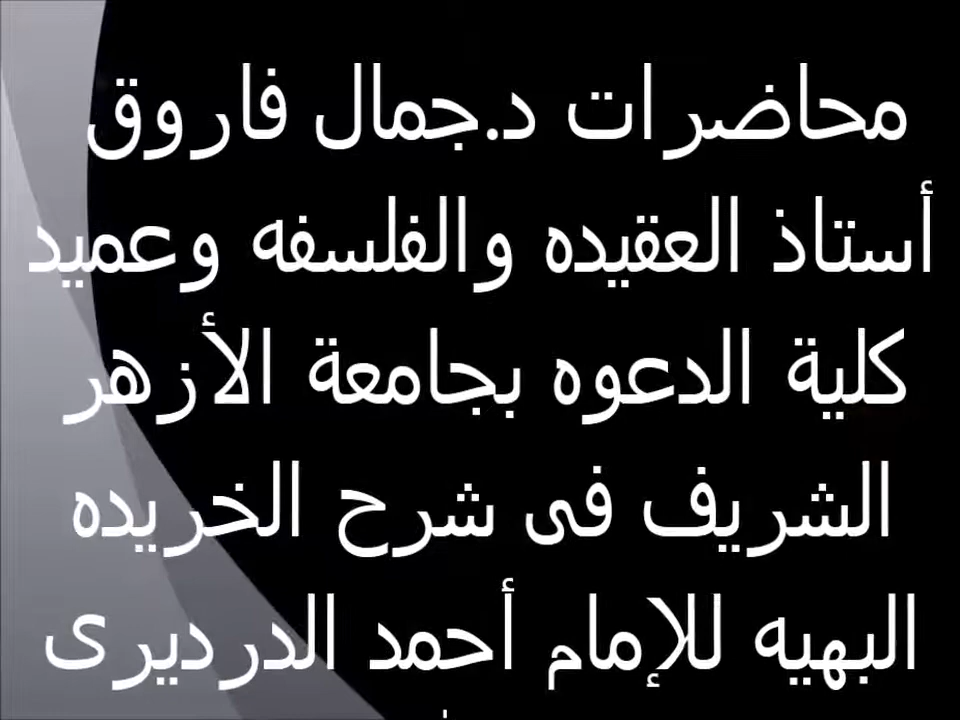 محاضرات د.جمال فاروق
أستاذ العقيده والفلسفه وعميد
كلية الدعوه بجامعة الأزهر
الشريف فى شرح الخريده
البهيه للإمام أحمد الدرديرى